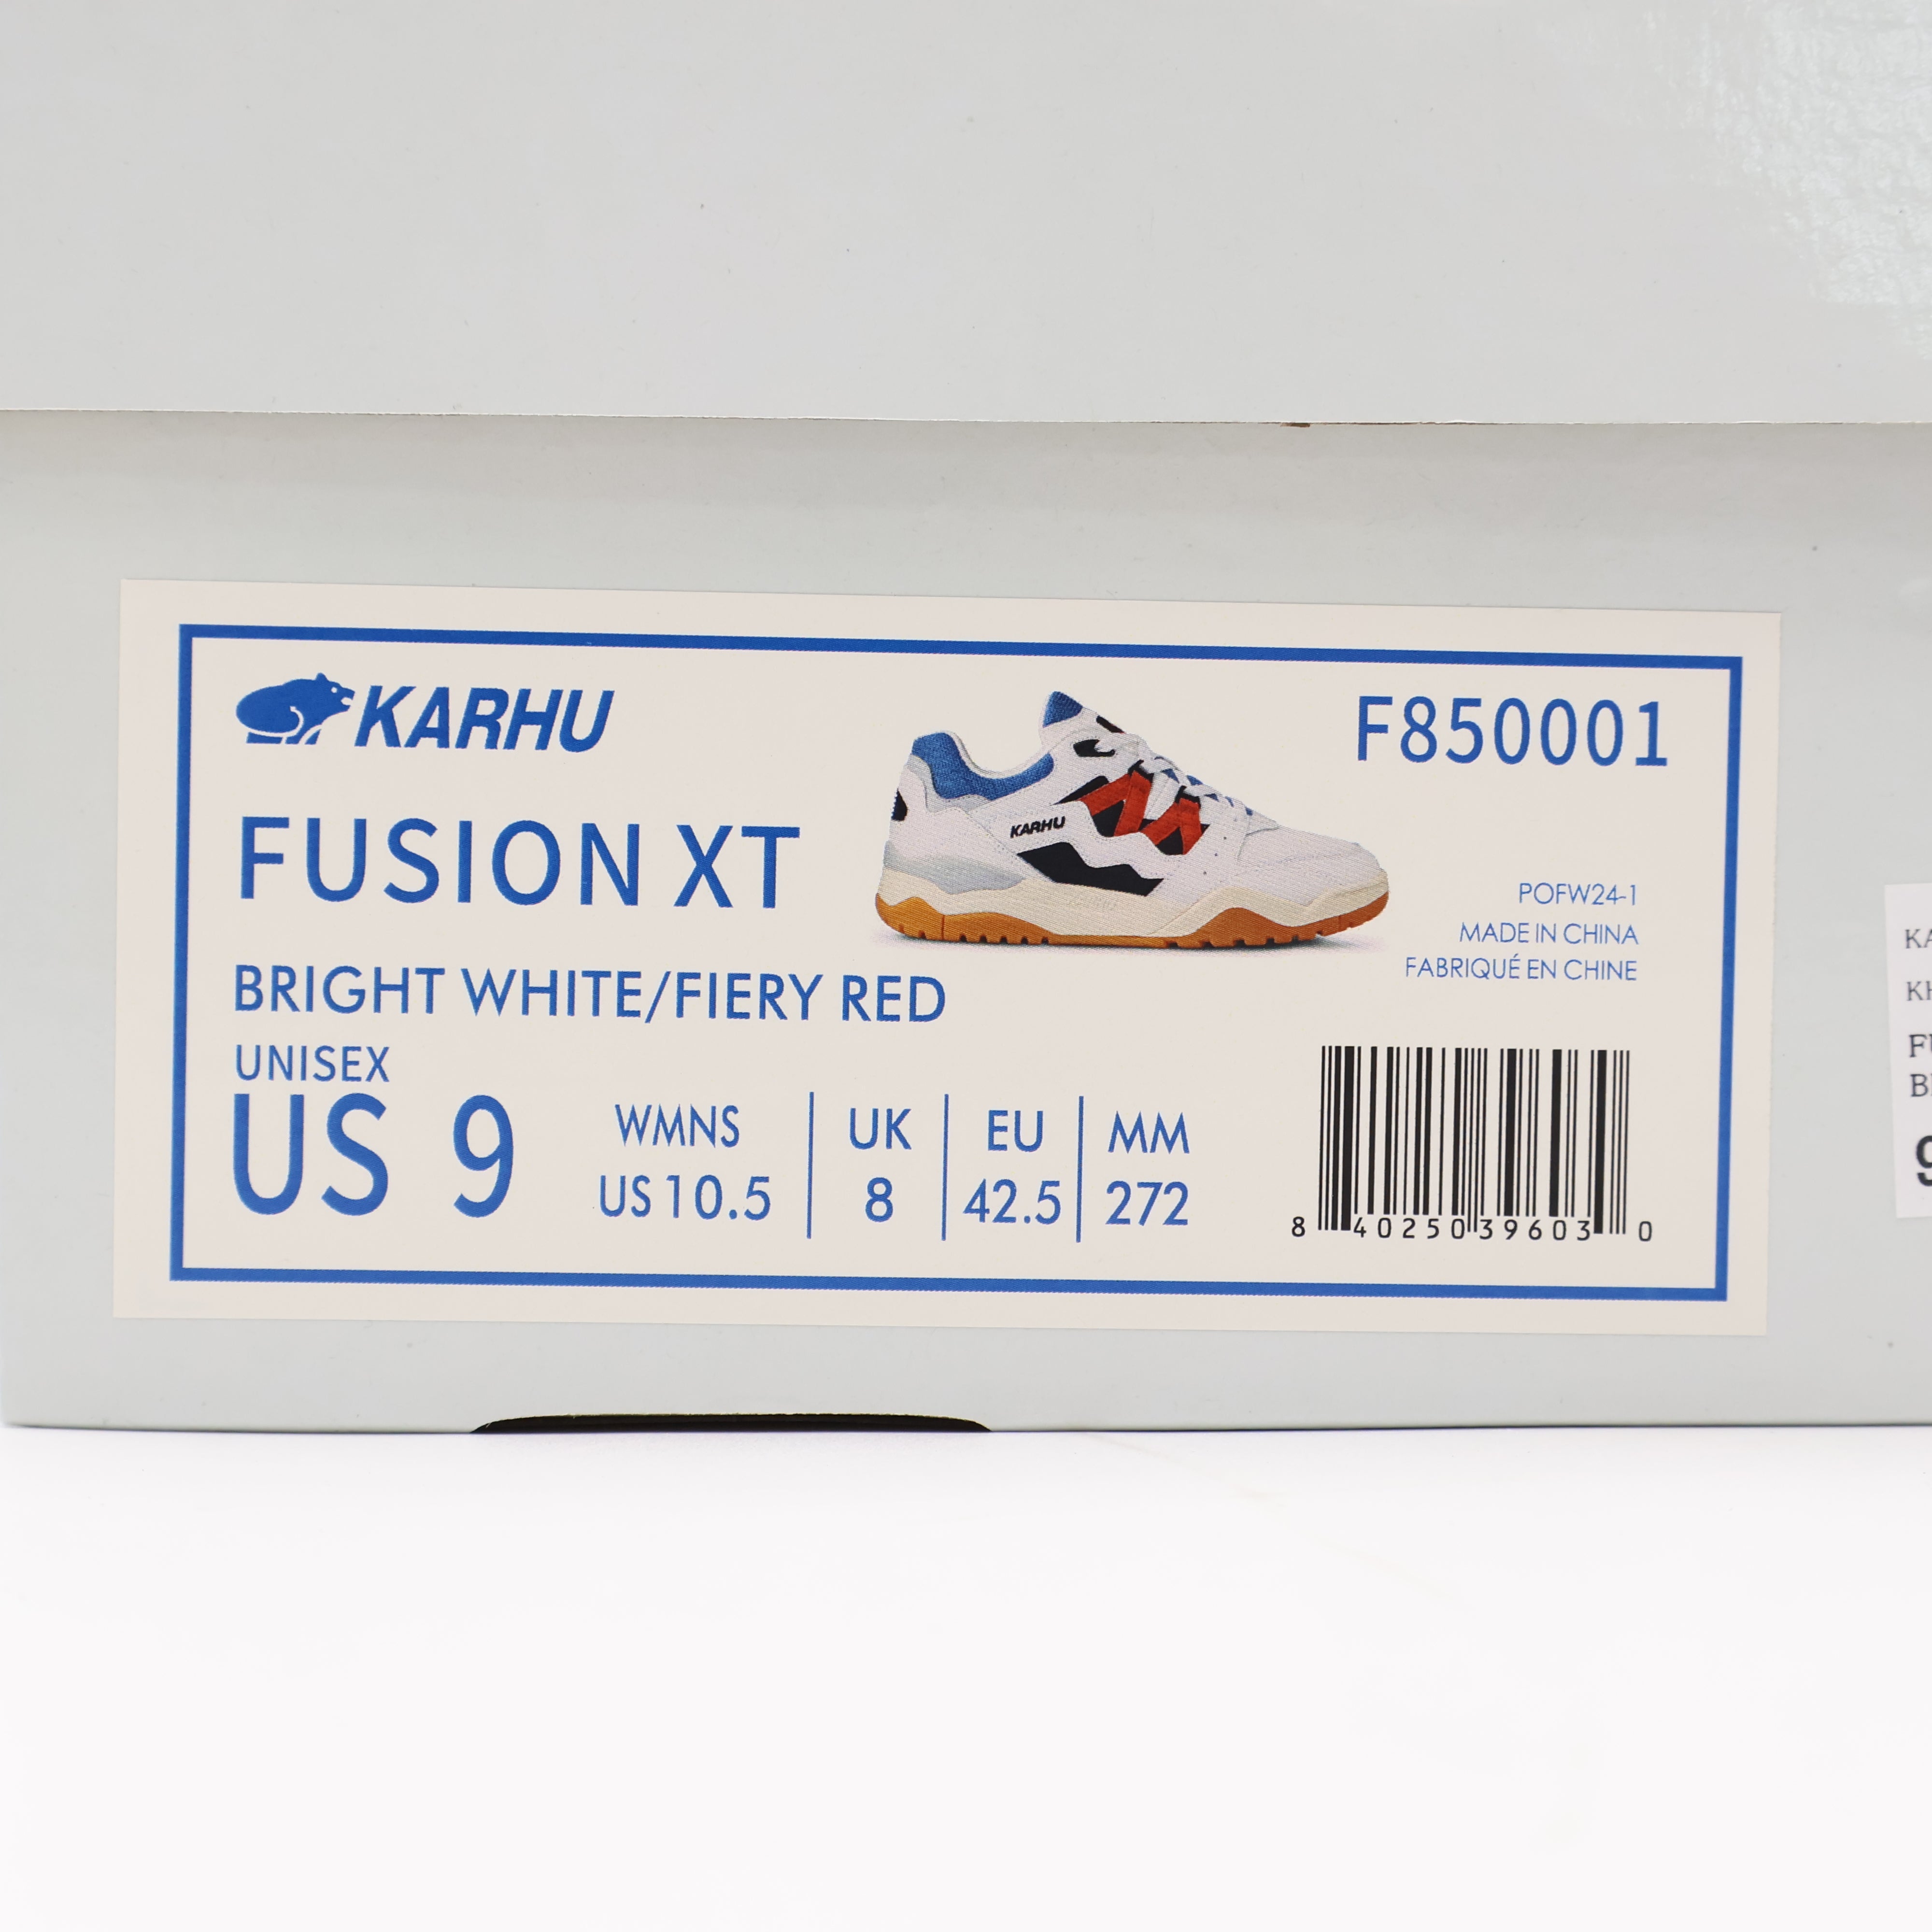 KARHU
F850001
FUSION XT
KARHU
POFW24-1
MADE IN CHINA
FABRIQUÉ EN CHINE
BRIGHT WHITE/FIERY RED
UNISEX
US 9
WMNS
US 10.5
UK
8
EU
42.5
MM
272
8 40250 39603 0